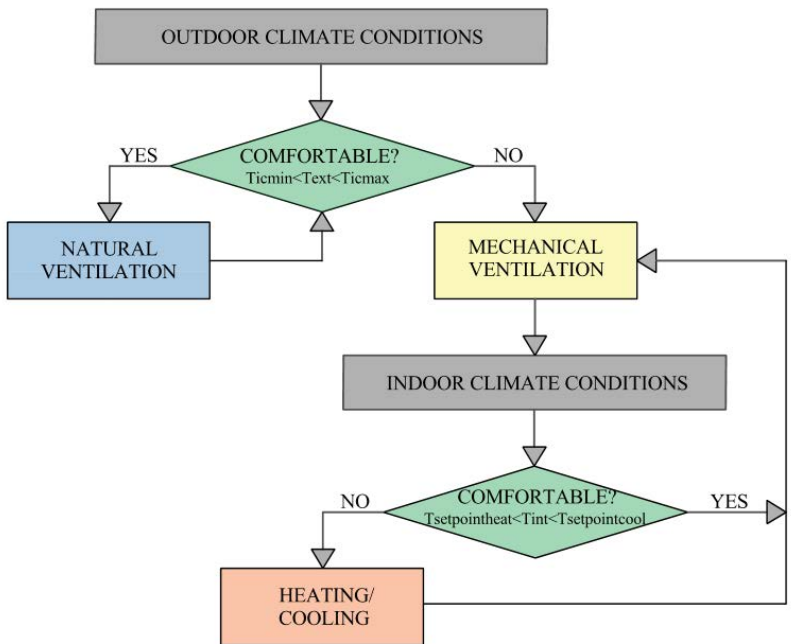 OUTDOOR CLIMATE CONDITIONS
YES
COMFORTABLE?
NO
Ticmin<Text<Ticmax
NATURAL
VENTILATION
MECHANICAL
VENTILATION
INDOOR CLIMATE CONDITIONS
NO
COMFORTABLE?
YES
Tsetpointheat<Tint<Tsetpointcool
HEATING/
COOLING